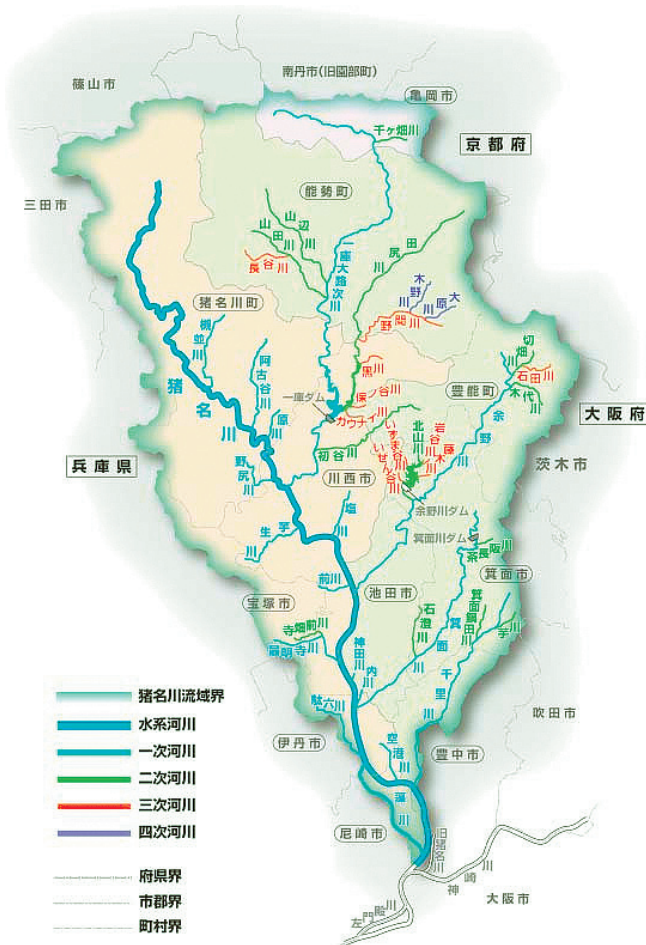 南丹市(旧園部町)
篠山市
亀岡市
千ヶ畑川
京都府
能勢町
三田市
山辺川
山田川
長谷川
一庫大路次川
田尻川
木野川
大原川
野間川
猪名川町
槻並川
阿古谷川
原川
猪名川
黒川
保ノ谷川
一庫ダム
カウナイ川
切畑川
石田川
木代川
豊能町
余野川
大阪府
初谷川
北山川
岩谷川
藤木川
いすま谷川
いぜん谷川
兵庫県
野尻川
川西市
茨木市
余野川ダム
塩川
箕面川ダム
芋生川
茶長阪川
箕面市
前川
池田市
宝塚市
石澄川
箕面川
箕面鍋田川
芋川
寺畑前川
最明寺川
神田川
内川
千里川
駄六川
吹田市
伊丹市
空港川
豊中市
藻川
尼崎市
旧猪名川
神崎川
左門殿川
大阪市
猪名川流域界
水系河川
一次河川
二次河川
三次河川
四次河川
府県界
市郡界
町村界